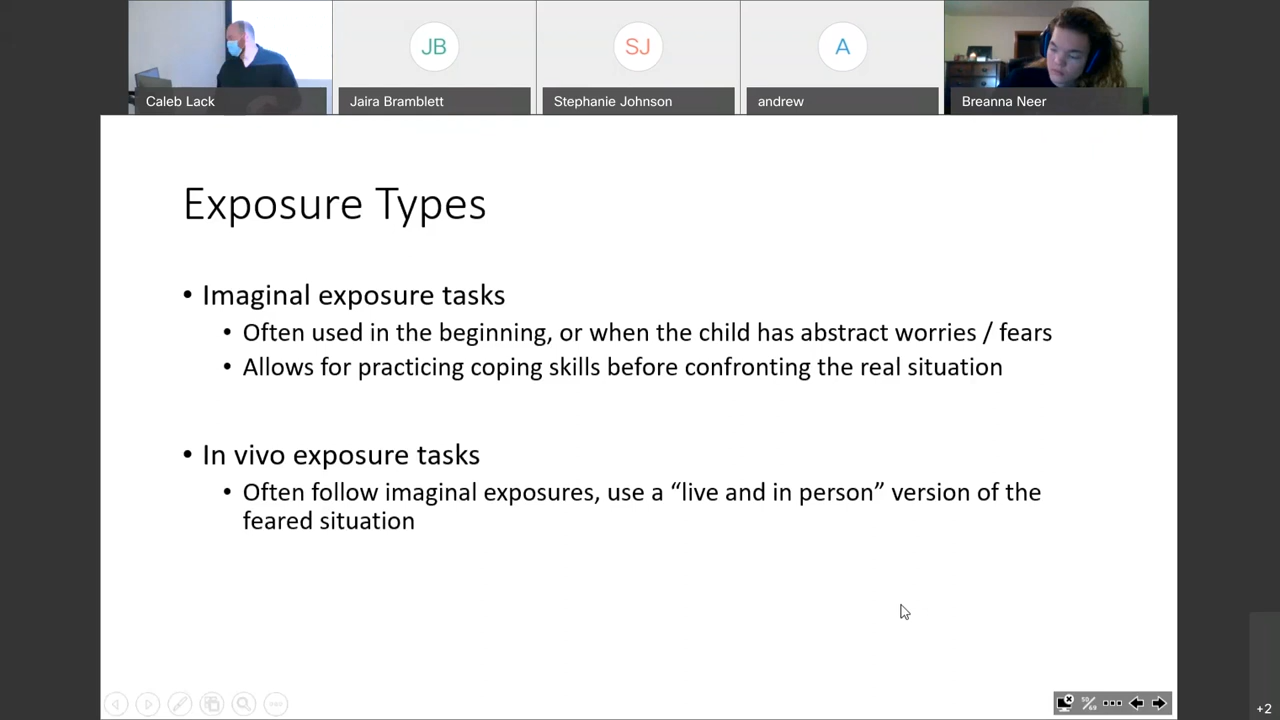 JB
SJ
A
Caleb Lack
Jaira Bramblett
Stephanie Johnson
andrew
Breanna Neer
Exposure Types
• Imaginal exposure tasks
• Often used in the beginning, or when the child has abstract worries / fears
• Allows for practicing coping skills before confronting the real situation
• In vivo exposure tasks
• Often follow imaginal exposures, use a “live and in person” version of the
feared situation
+2